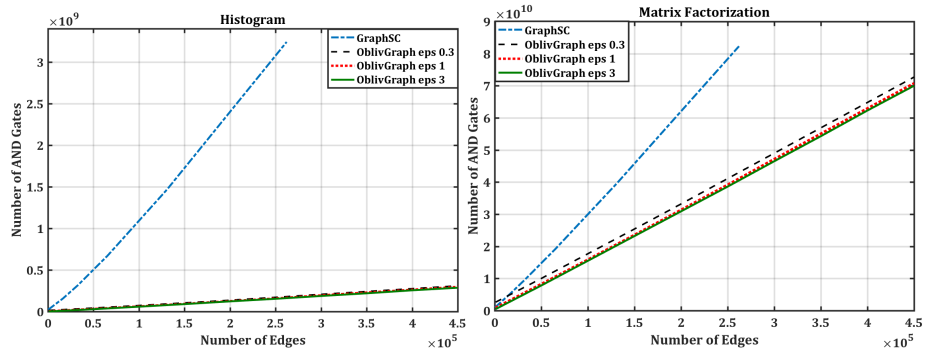 Histogram
×10^9
Number of AND Gates
3
2.5
2
1.5
1
0.5
0
GraphSC
OblivGraph eps 0.3
OblivGraph eps 1
OblivGraph eps 3
0 0.5 1 1.5 2 2.5 3 3.5 4 4.5
Number of Edges
×10^5
Matrix Factorization
×10^10
Number of AND Gates
9
8
7
6
5
4
3
2
1
0
GraphSC
OblivGraph eps 0.3
OblivGraph eps 1
OblivGraph eps 3
0 0.5 1 1.5 2 2.5 3 3.5 4 4.5
Number of Edges
×10^5